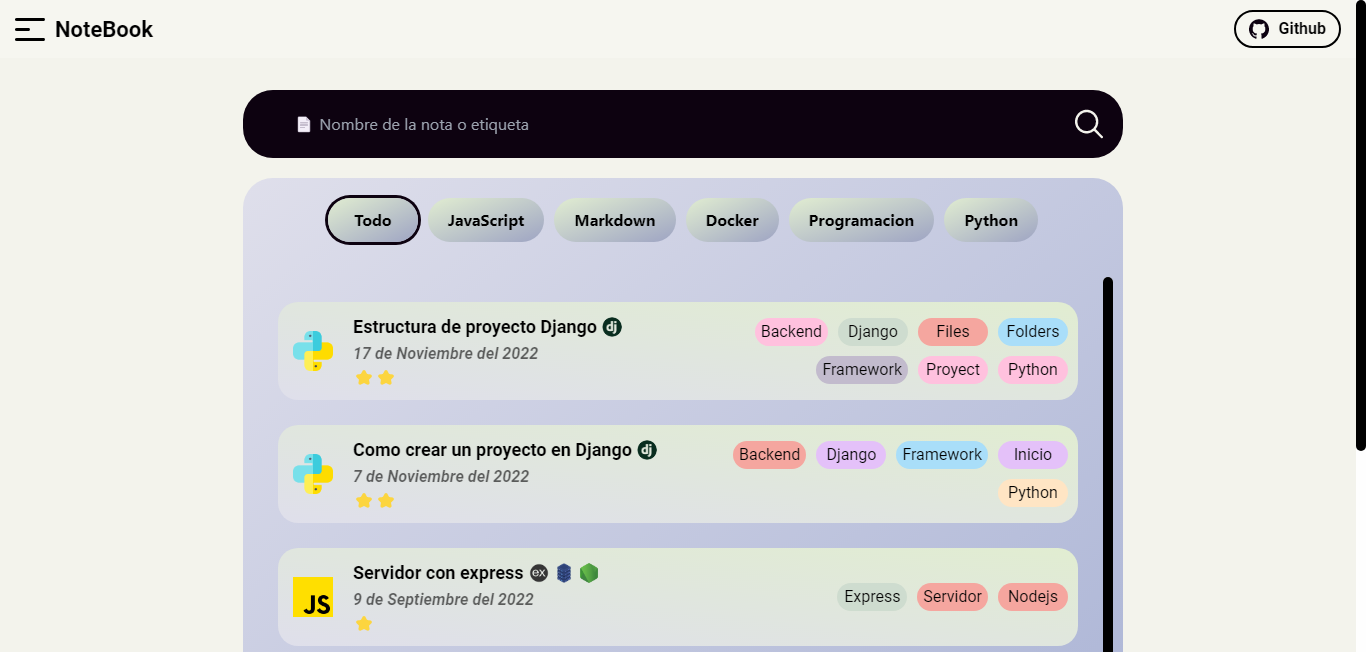 NoteBook
Github
Nombre de la nota o etiqueta
Todo JavaScript Markdown Docker Programacion Python
Estructura de proyecto Django dj
17 de Noviembre del 2022
Backend Django Files Folders
Framework Proyect Python
Como crear un proyecto en Django dj
7 de Noviembre del 2022
Backend Django Framework Inicio
Python
JS
Servidor con express ex
9 de Septiembre del 2022
Express Servidor Nodejs